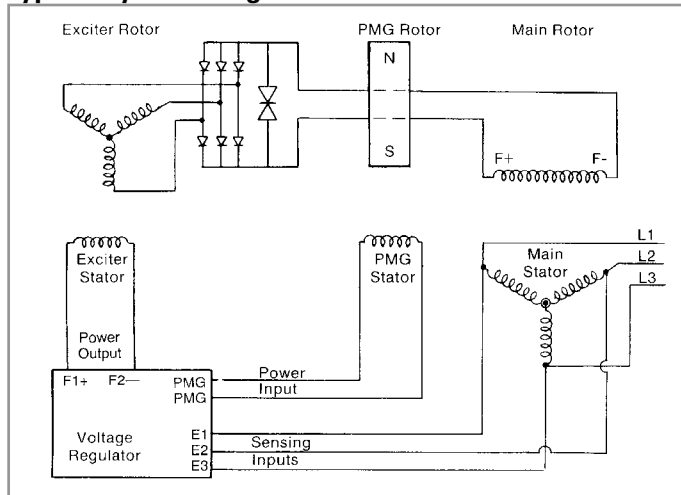 Exciter Rotor
PMG Rotor
Main Rotor
N
S
F+
F-
Exciter
Stator
PMG
Stator
Main
Stator
L1
L2
L3
Power
Output
F1+
F2—
PMG
PMG
Power
Input
Voltage
Regulator
E1
E2
E3
Sensing
Inputs